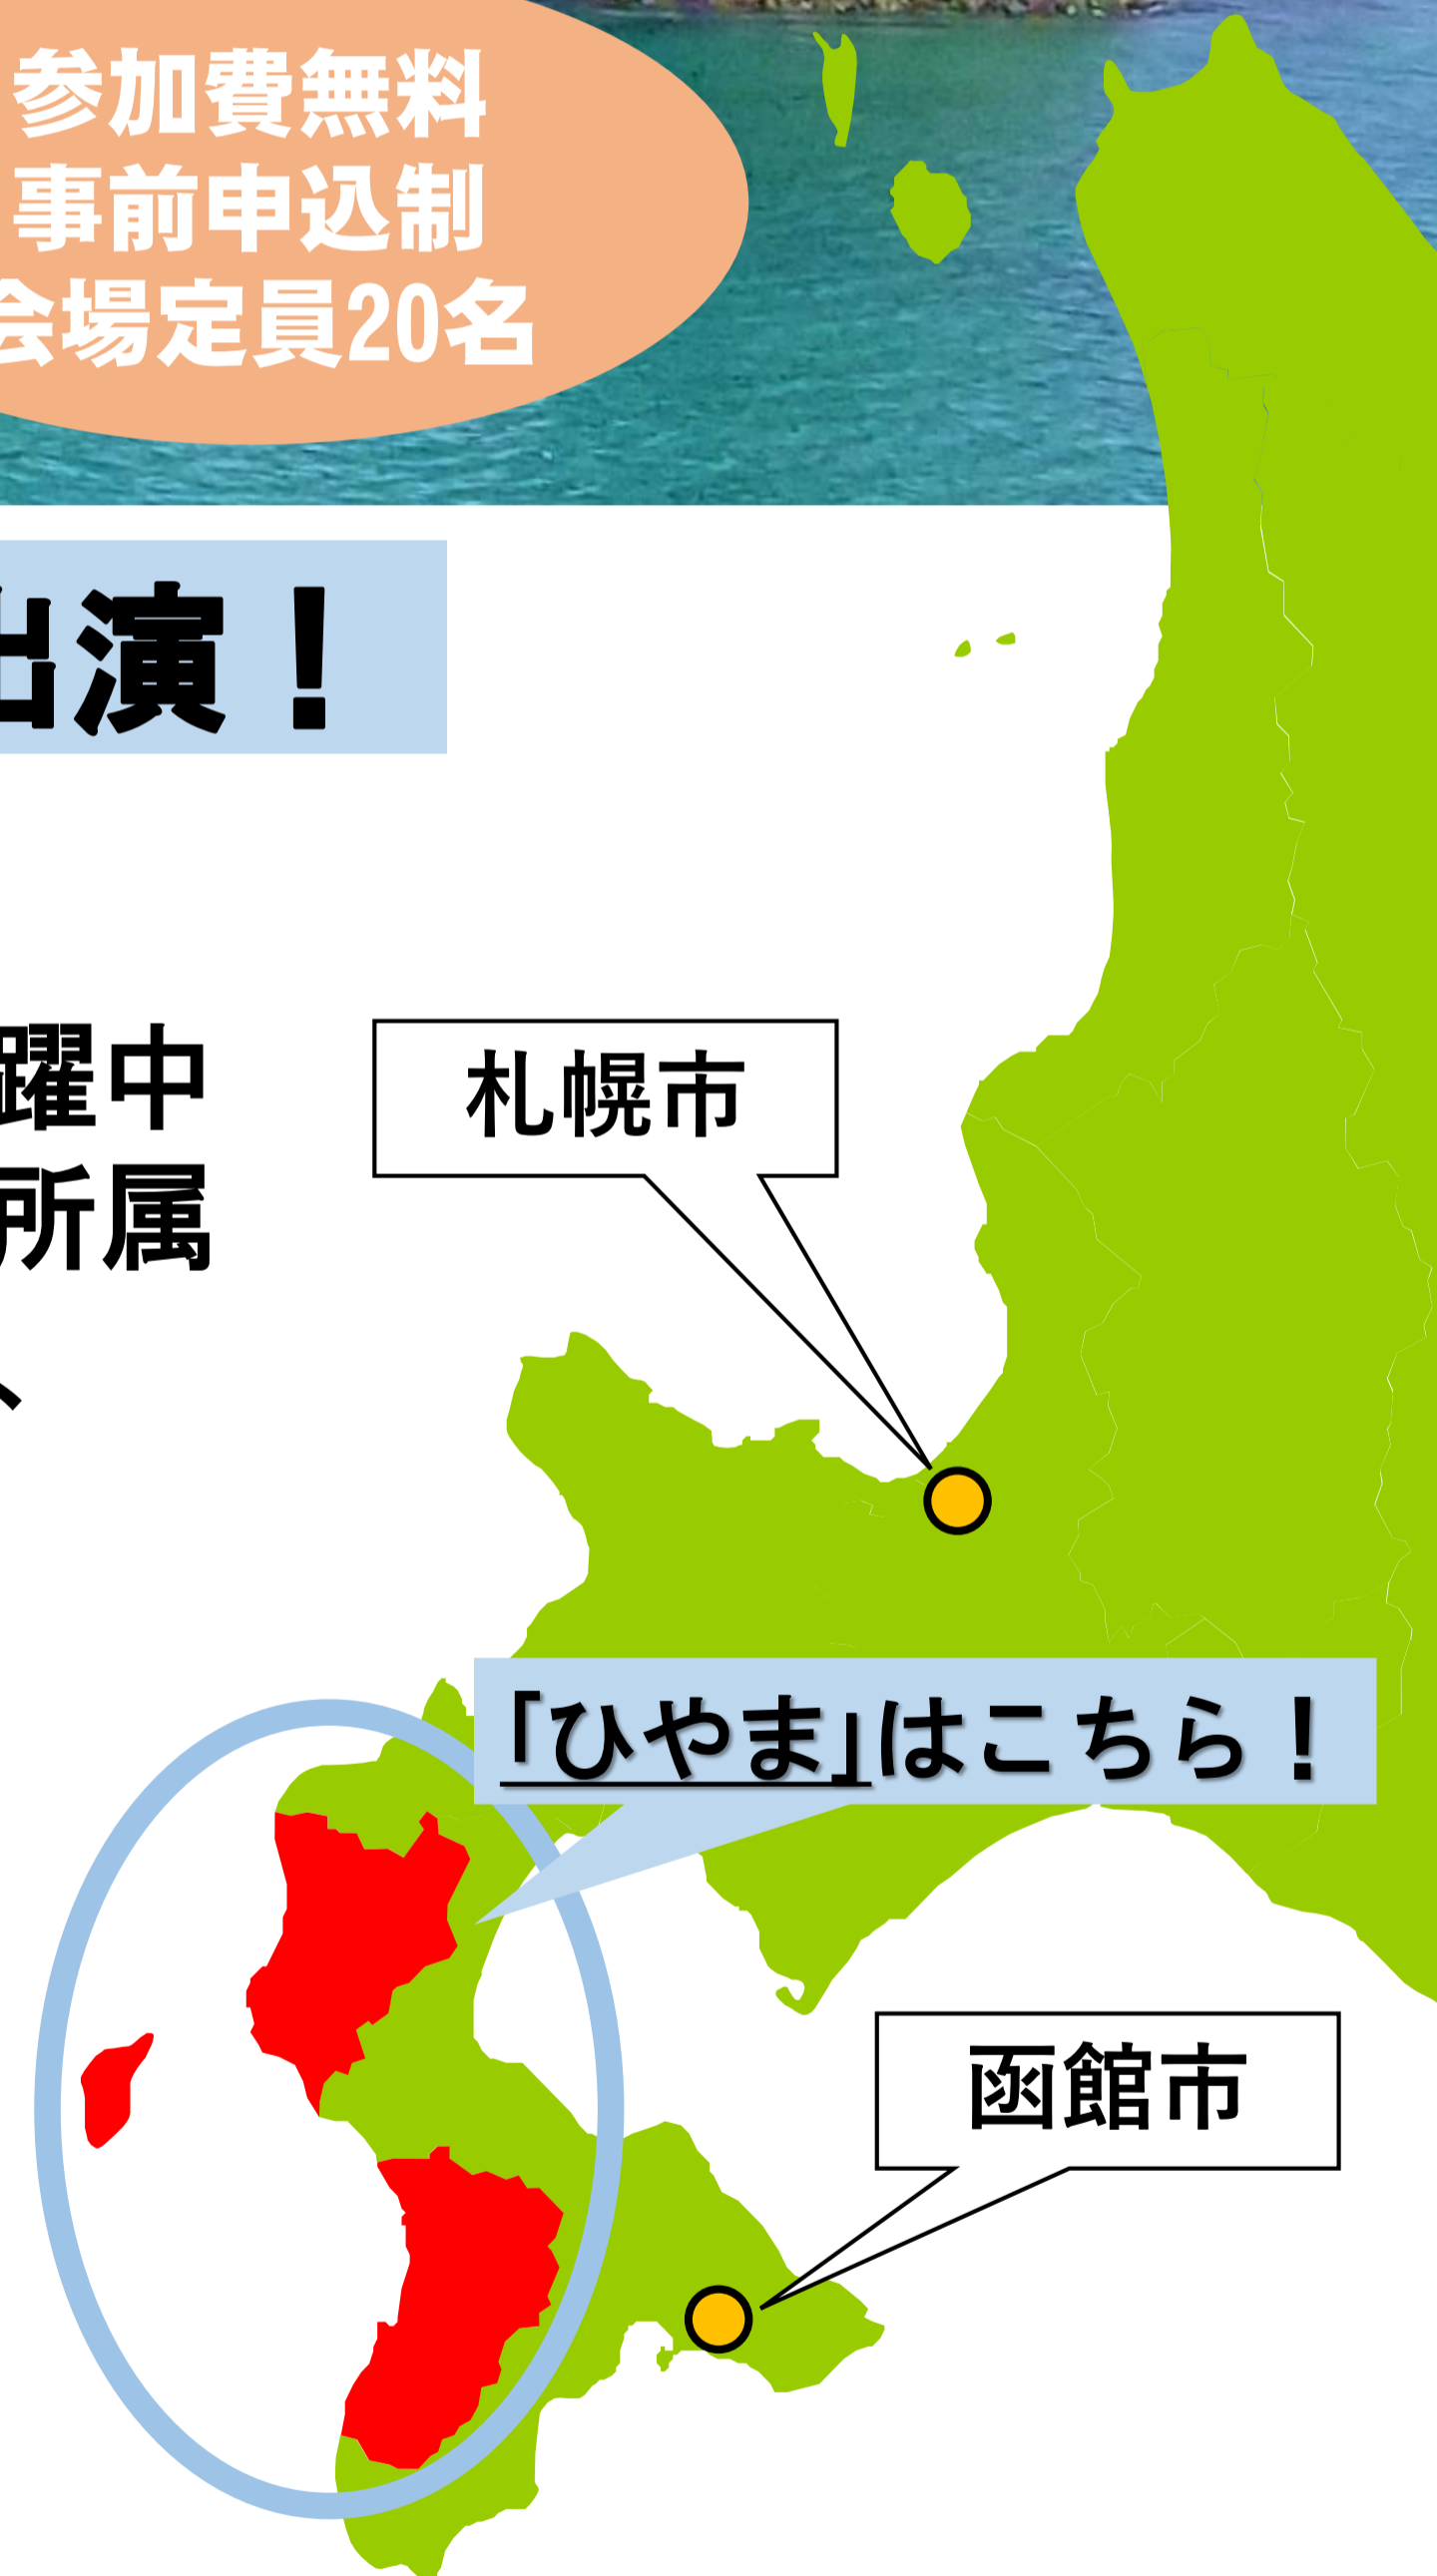 参加費無料
事前申込制
会場定員20名
出演！
躍中
所属
、
札幌市
「ひやま」はこちら！
函館市